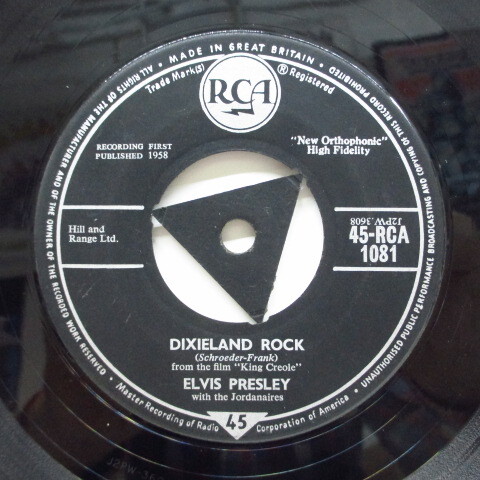 MADE IN GREAT BRITAIN
ALL RIGHTS OF THE MANUFACTURER AND OF THE OWNER OF THE RECORDED WORK RESERVED
UNAUTHORISED PUBLIC PERFORMANCE BROADCASTING AND COPYING OF THIS RECORD PROHIBITED
Trade Mark(s) ® Registered
RCA
RECORDING FIRST
PUBLISHED 1958
"New Orthophonic"
High Fidelity
Hill and
Range Ltd.
J2PW.3608
45-RCA
1081
DIXIELAND ROCK
(Schroeder-Frank)
from the film "King Creole"
ELVIS PRESLEY
with the Jordanaires
45
Master Recording of Radio Corporation of America